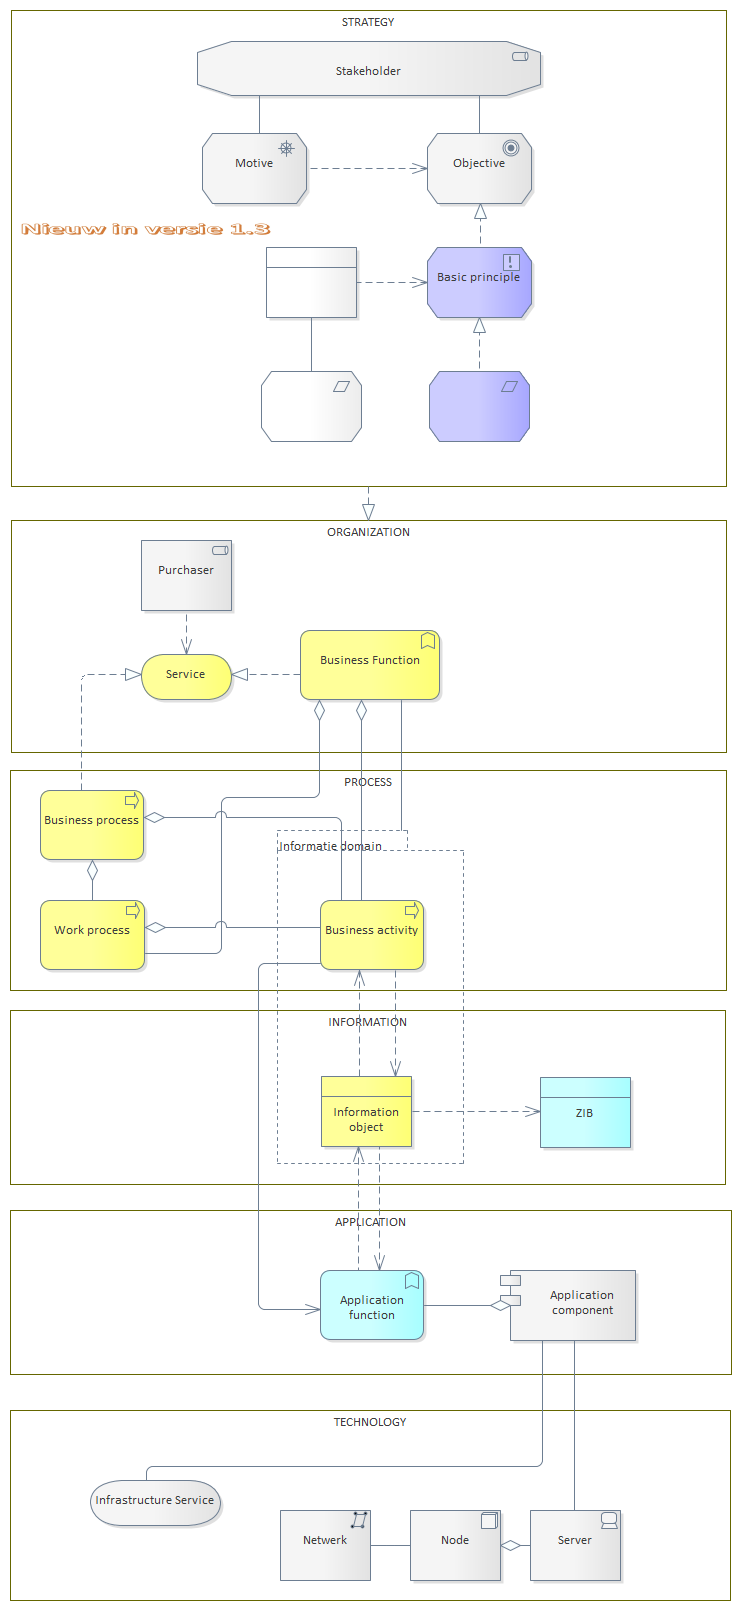 STRATEGY
Stakeholder
Motive
Objective
Nieuw in versie 1.3
Basic principle
ORGANIZATION
Purchaser
Service
Business Function
PROCESS
Business process
Informatie domain
Work process
Business activity
INFORMATION
Information
object
ZIB
APPLICATION
Application
function
Application
component
TECHNOLOGY
Infrastructure Service
Netwerk
Node
Server